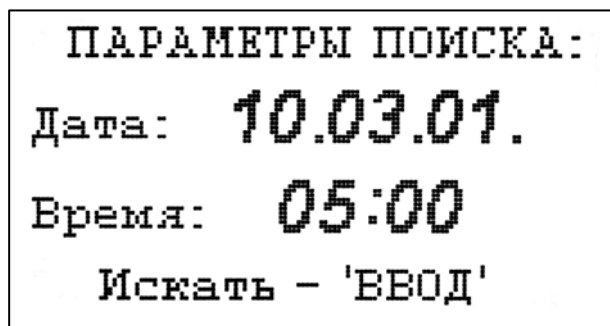 ПАРАМЕТРЫ ПОИСКА:
Дата: 10.03.01.
Время: 05:00
Искать - 'ВВОД'